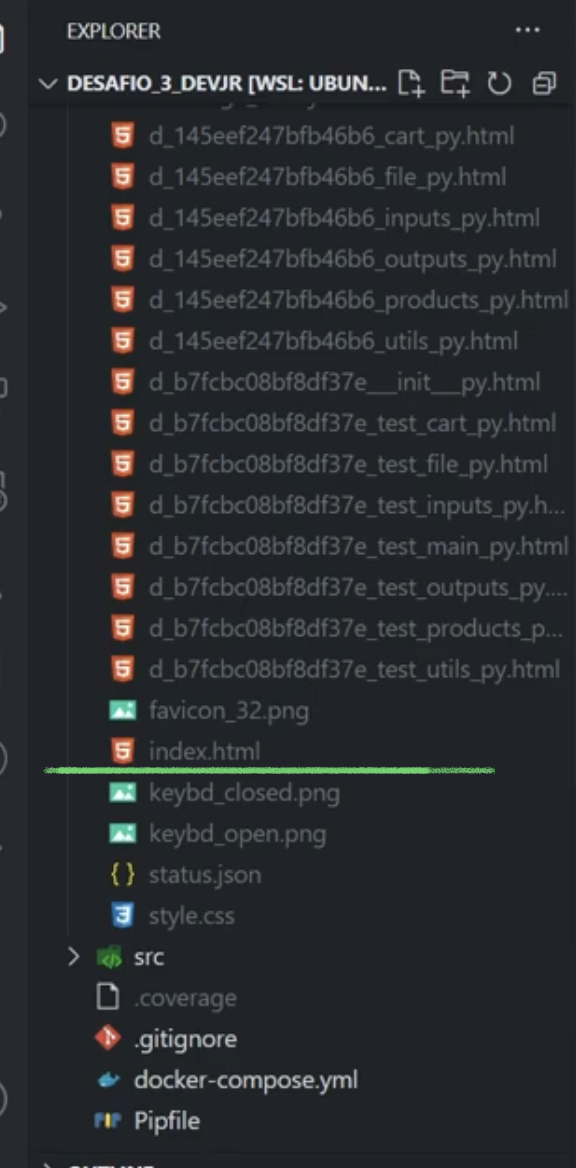 EXPLORER
DESAFIO_3_DEVJR [WSL: UBUN...
d_145eef247bfb46b6_cart_py.html
d_145eef247bfb46b6_file_py.html
d_145eef247bfb46b6_inputs_py.html
d_145eef247bfb46b6_outputs_py.html
d_145eef247bfb46b6_products_py.html
d_145eef247bfb46b6_utils_py.html
d_b7fcbc08bf8df37e___init___py.html
d_b7fcbc08bf8df37e_test_cart_py.html
d_b7fcbc08bf8df37e_test_file_py.html
d_b7fcbc08bf8df37e_test_inputs_py.h...
d_b7fcbc08bf8df37e_test_main_py.html
d_b7fcbc08bf8df37e_test_outputs_py....
d_b7fcbc08bf8df37e_test_products_p...
d_b7fcbc08bf8df37e_test_utils_py.html
favicon_32.png
index.html
keybd_closed.png
keybd_open.png
status.json
style.css
src
.coverage
.gitignore
docker-compose.yml
Pipfile